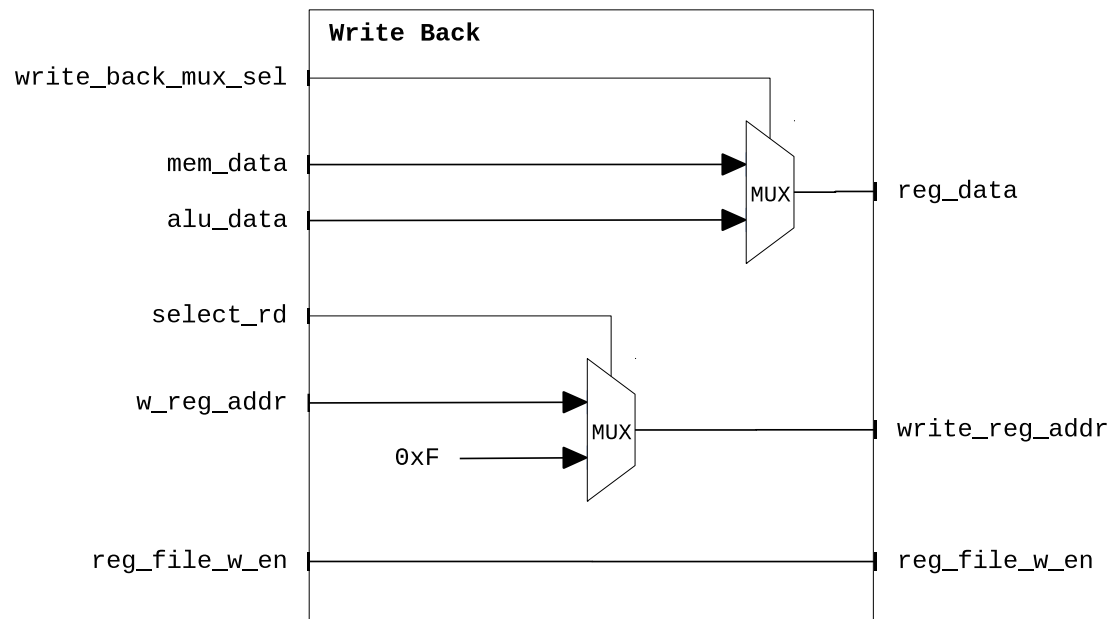 Write Back
write_back_mux_sel
mem_data
MUX
reg_data
alu_data
select_rd
w_reg_addr
MUX
write_reg_addr
0xF
reg_file_w_en
reg_file_w_en